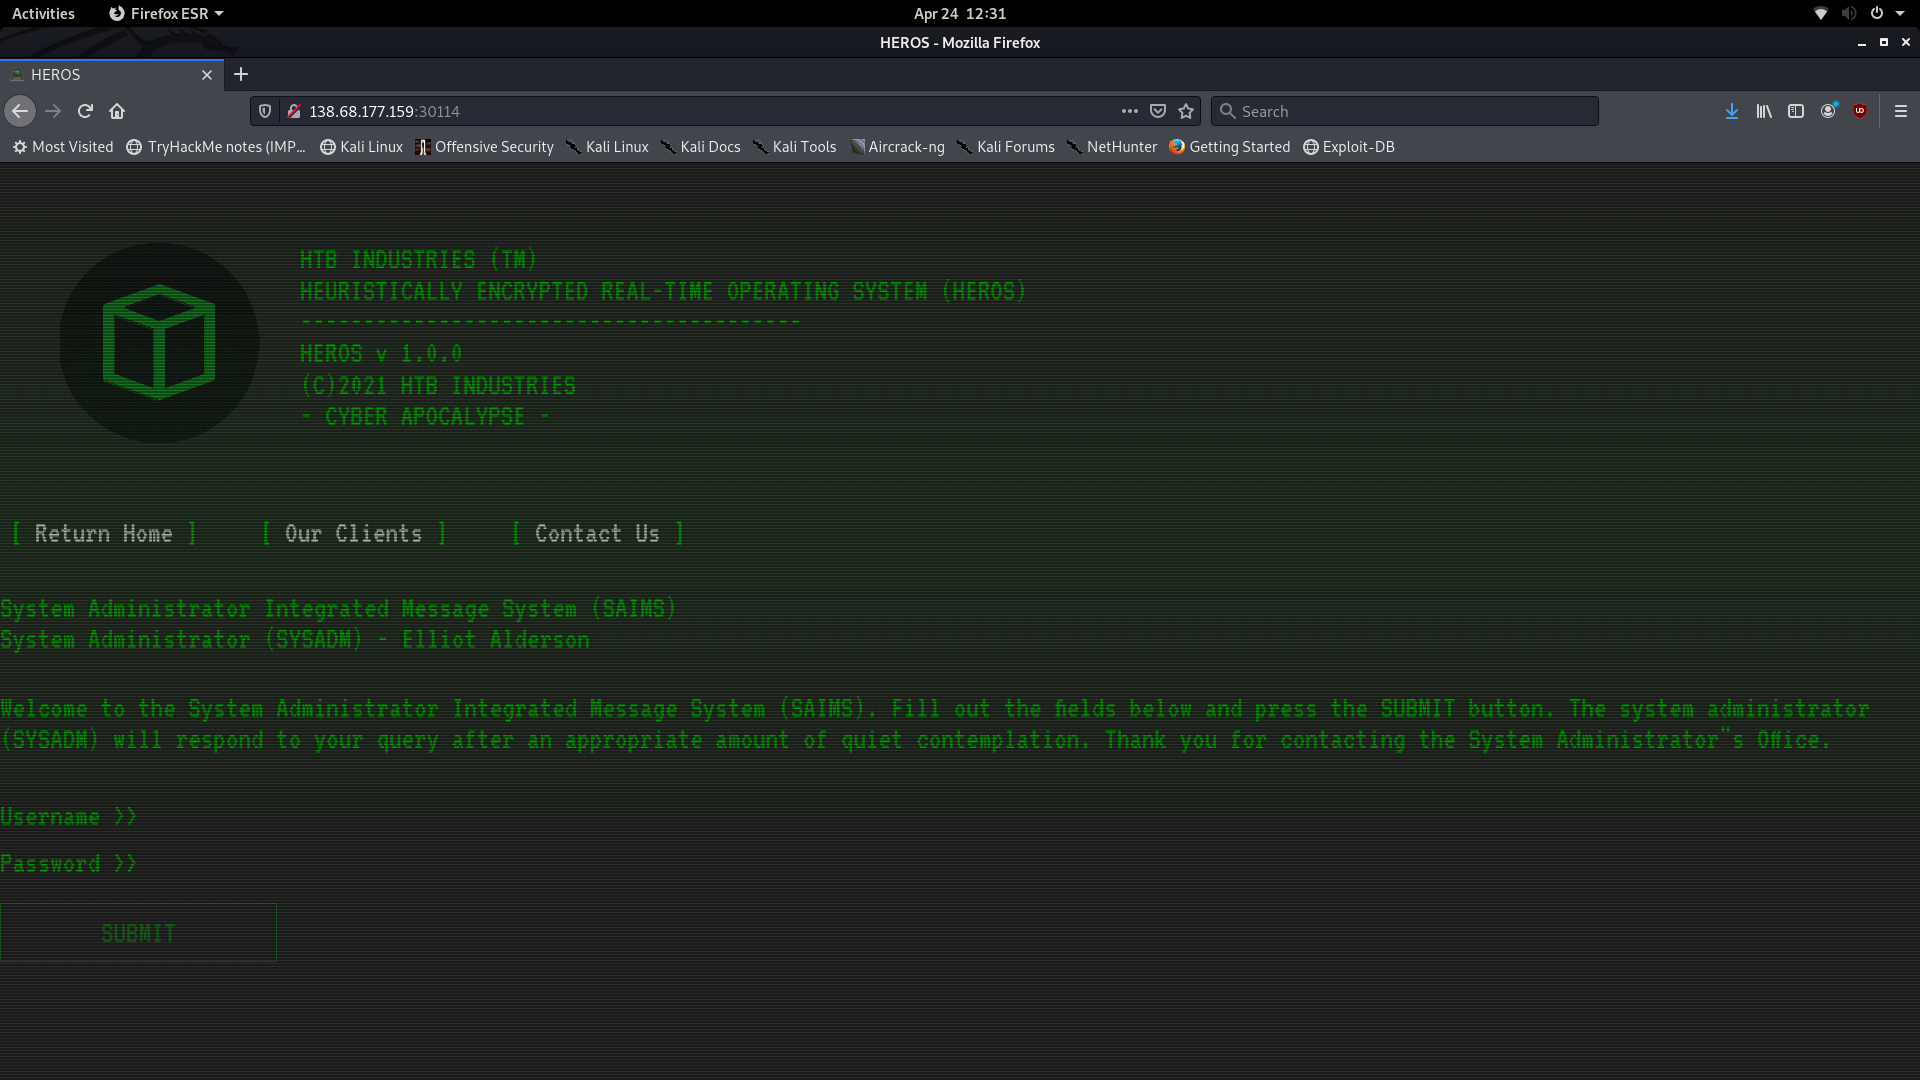 Activities Firefox ESR Apr 24 12:31
HEROS - Mozilla Firefox
HEROS
138.68.177.159:30114 Search
Most Visited TryHackMe notes (IMP... Kali Linux Offensive Security Kali Linux Kali Docs Kali Tools Aircrack-ng Kali Forums NetHunter Getting Started Exploit-DB
HTB INDUSTRIES (TM)
HEURISTICALLY ENCRYPTED REAL-TIME OPERATING SYSTEM (HEROS)
----------------------------------------
HEROS v 1.0.0
(C)2021 HTB INDUSTRIES
- CYBER APOCALYPSE -
[ Return Home ] [ Our Clients ] [ Contact Us ]
System Administrator Integrated Message System (SAIMS)
System Administrator (SYSADM) - Elliot Alderson
Welcome to the System Administrator Integrated Message System (SAIMS). Fill out the fields below and press the SUBMIT button. The system administrator
(SYSADM) will respond to your query after an appropriate amount of quiet contemplation. Thank you for contacting the System Administrator"s Office.
Username >>
Password >>
SUBMIT